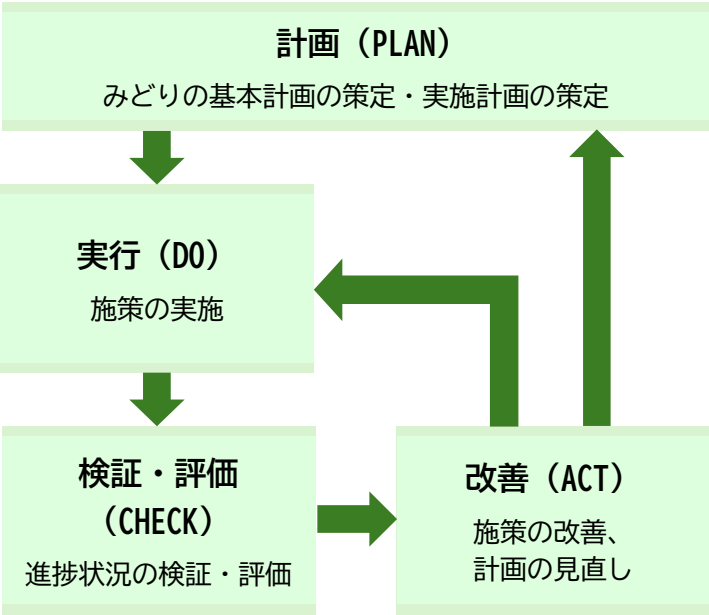 計画（PLAN）
みどりの基本計画の策定・実施計画の策定
実行（DO）
施策の実施
検証・評価
（CHECK）
進捗状況の検証・評価
改善（ACT）
施策の改善、
計画の見直し